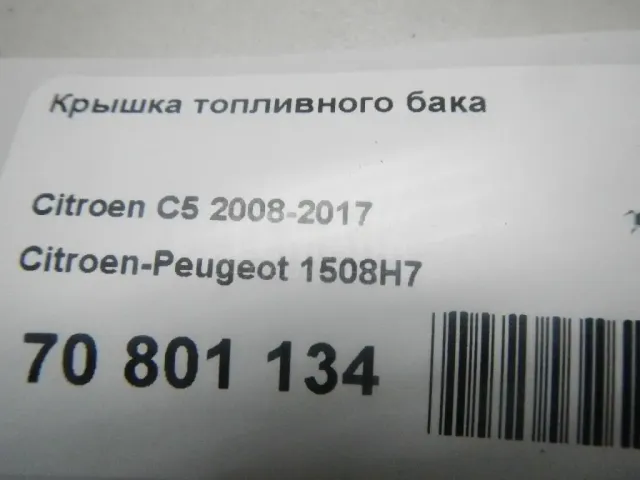 Крышка топливного бака
Citroen C5 2008-2017
Citroen-Peugeot 1508H7
70 801 134